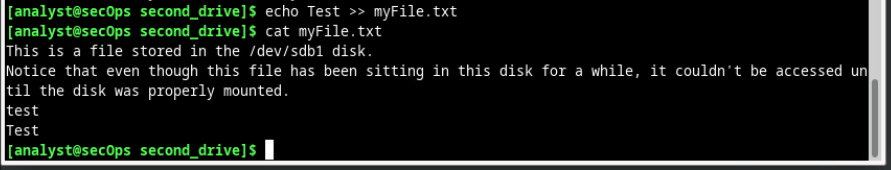 [analyst@secOps second_drive]$ echo Test >> myFile.txt
[analyst@secOps second_drive]$ cat myFile.txt
This is a file stored in the /dev/sdb1 disk.
Notice that even though this file has been sitting in this disk for a while, it couldn't be accessed un
til the disk was properly mounted.
test
Test
[analyst@secOps second_drive]$